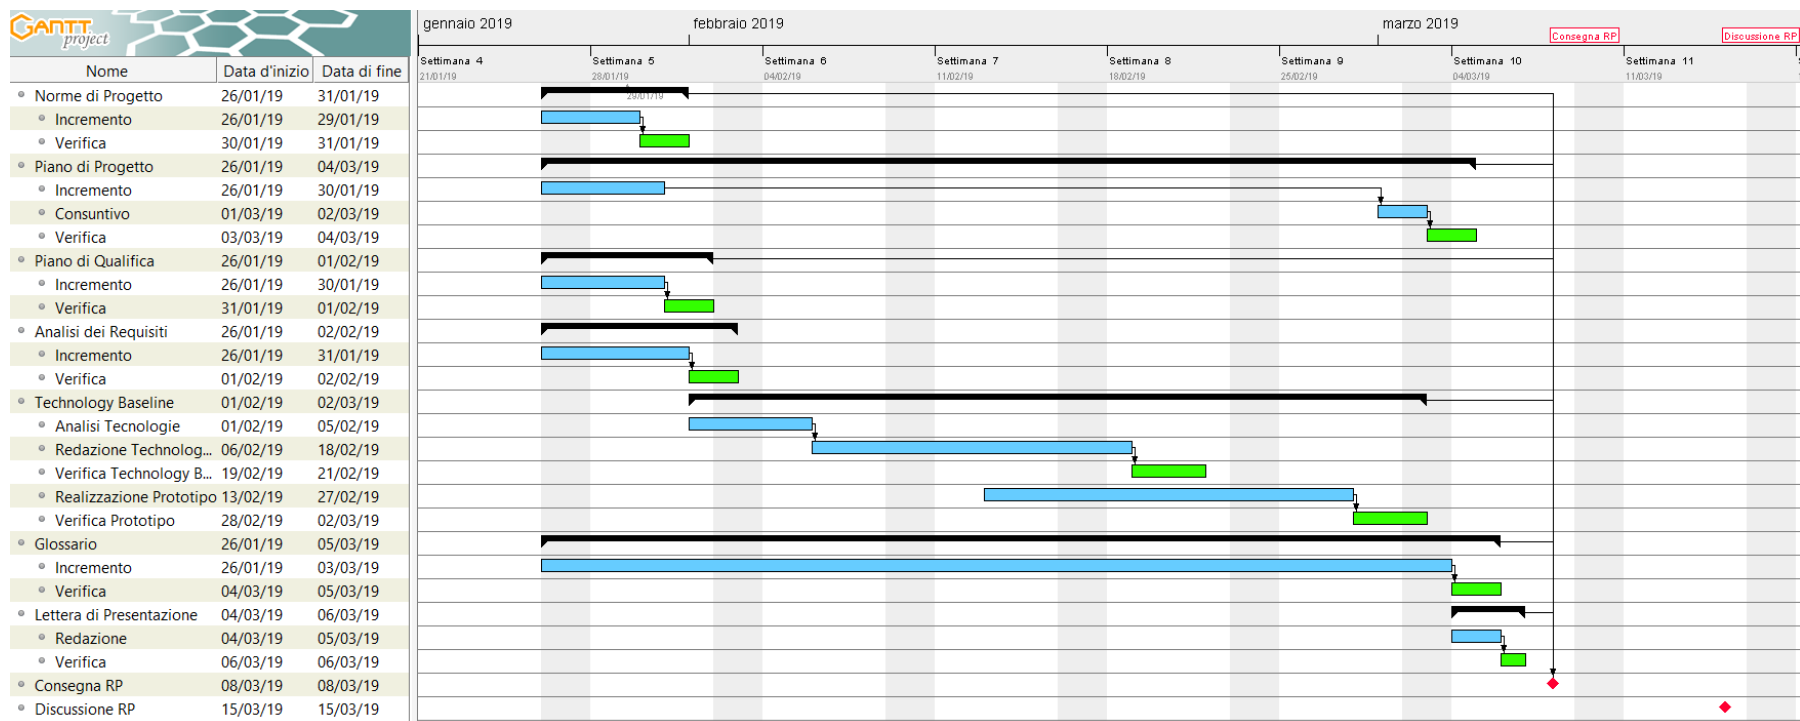 GANTT
project
gennaio 2019
febbraio 2019
marzo 2019
Consegna RP
Discussione RP
Nome Data d'inizio Data di fine
Settimana 4 Settimana 5 Settimana 6 Settimana 7 Settimana 8 Settimana 9 Settimana 10 Settimana 11
21/01/19 28/01/19 04/02/19 11/02/19 18/02/19 25/02/19 04/03/19 11/03/19
29/01/19
Norme di Progetto 26/01/19 31/01/19
Incremento 26/01/19 29/01/19
Verifica 30/01/19 31/01/19
Piano di Progetto 26/01/19 04/03/19
Incremento 26/01/19 30/01/19
Consuntivo 01/03/19 02/03/19
Verifica 03/03/19 04/03/19
Piano di Qualifica 26/01/19 01/02/19
Incremento 26/01/19 30/01/19
Verifica 31/01/19 01/02/19
Analisi dei Requisiti 26/01/19 02/02/19
Incremento 26/01/19 31/01/19
Verifica 01/02/19 02/02/19
Technology Baseline 01/02/19 02/03/19
Analisi Tecnologie 01/02/19 05/02/19
Redazione Technolog... 06/02/19 18/02/19
Verifica Technology B... 19/02/19 21/02/19
Realizzazione Prototipo 13/02/19 27/02/19
Verifica Prototipo 28/02/19 02/03/19
Glossario 26/01/19 05/03/19
Incremento 26/01/19 03/03/19
Verifica 04/03/19 05/03/19
Lettera di Presentazione 04/03/19 06/03/19
Redazione 04/03/19 05/03/19
Verifica 06/03/19 06/03/19
Consegna RP 08/03/19 08/03/19
Discussione RP 15/03/19 15/03/19